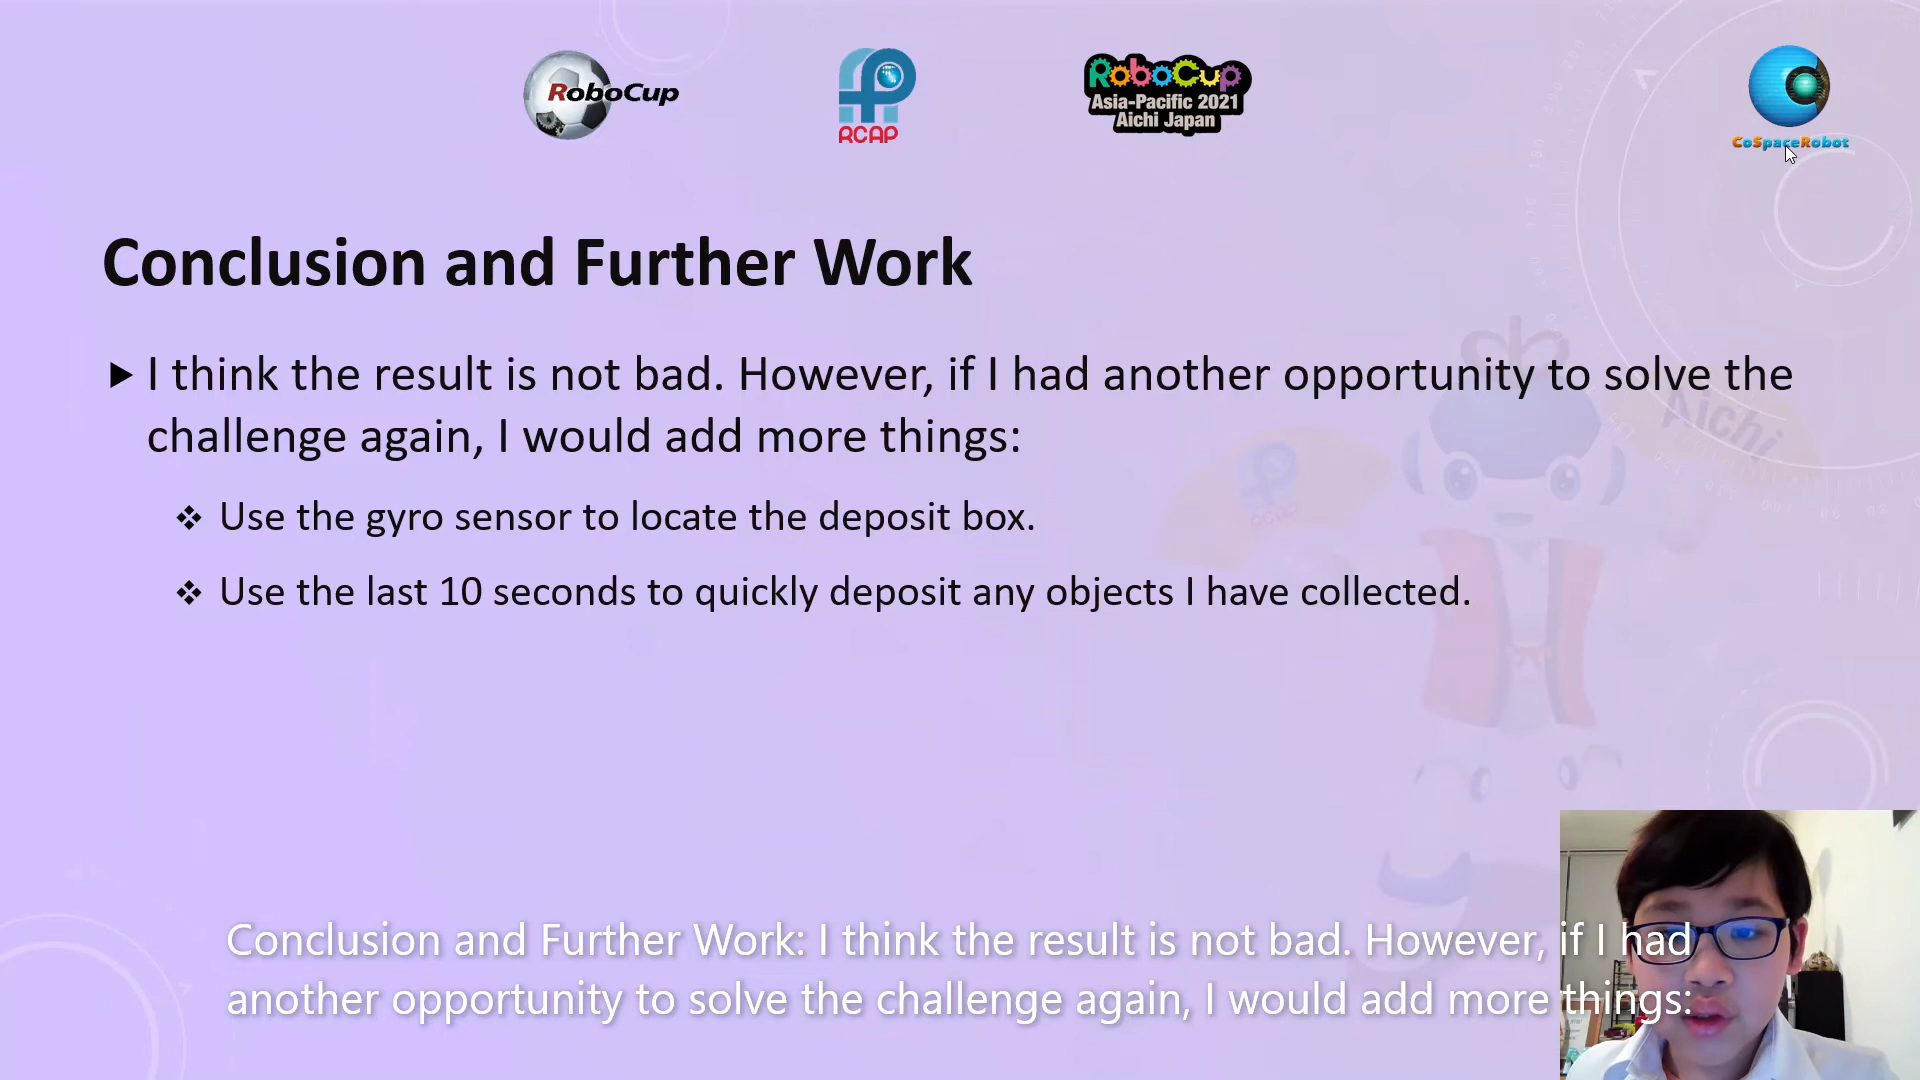 RoboCup
RCAP
RoboCup
Asia-Pacific 2021
Aichi Japan
CoSpaceRobot
Conclusion and Further Work
I think the result is not bad. However, if I had another opportunity to solve the
challenge again, I would add more things:
Aichi
RCAP
Use the gyro sensor to locate the deposit box.
Use the last 10 seconds to quickly deposit any objects I have collected.
Conclusion and Further Work: I think the result is not bad. However, if I had
another opportunity to solve the challenge again, I would add more things: